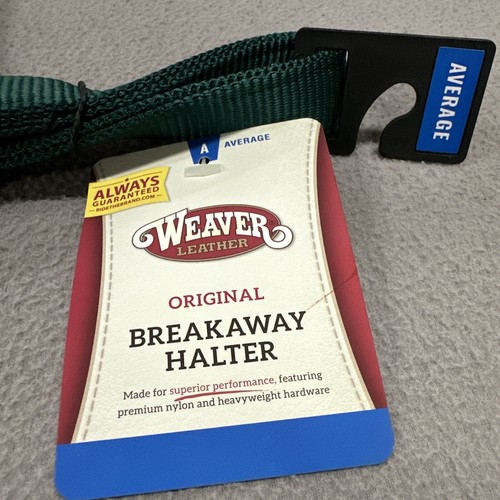 AVERAGE
A AVERAGE
ALWAYS
GUARANTEED
RIDETHEBRAND.COM
WEAVER
LEATHER
ORIGINAL
BREAKAWAY
HALTER
Made for superior performance, featuring
premium nylon and heavyweight hardware